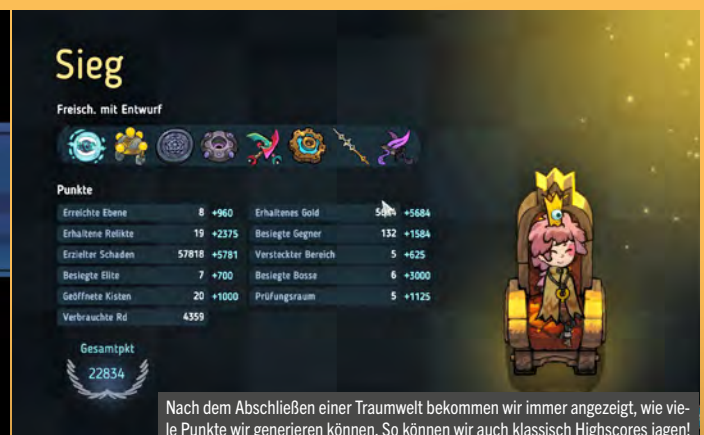 Sieg
Freisch. mit Entwurf
Punkte
Erreichte Ebene 8 +960
Erhaltene Relikte 19 +2375
Erzielter Schaden 57818 +5781
Besiegte Elite 7 +700
Geöffnete Kisten 20 +1000
Verbrauchte Rd 4359
Erhaltenes Gold +5684
Besiegte Gegner 132 +1584
Versteckter Bereich 5 +625
Besiegte Bosse 6 +3000
Prüfungsraum 5 +1125
Gesamtpkt
22834
Nach dem Abschließen einer Traumwelt bekommen wir immer angezeigt, wie vie-
le Punkte wir generieren können. So können wir auch klassisch Highscores jagen!